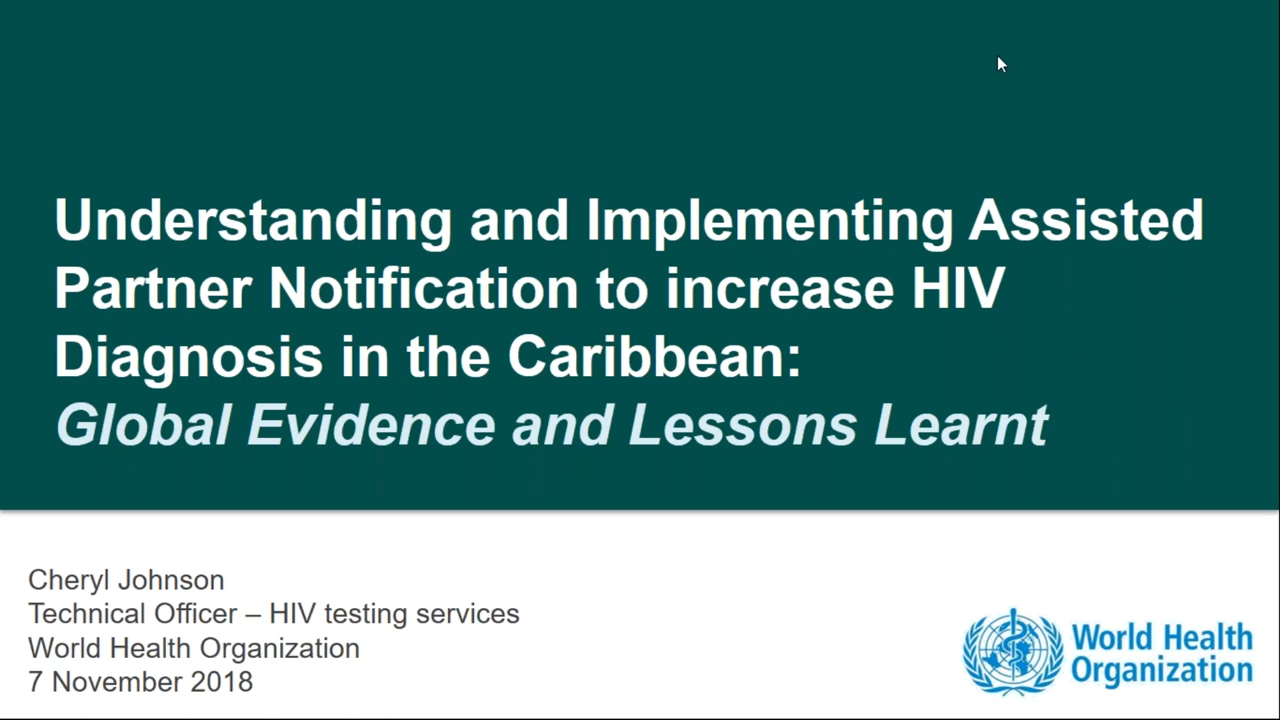 Understanding and Implementing Assisted
Partner Notification to increase HIV
Diagnosis in the Caribbean:
Global Evidence and Lessons Learnt
Cheryl Johnson
Technical Officer – HIV testing services
World Health Organization
7 November 2018
World Health
Organization